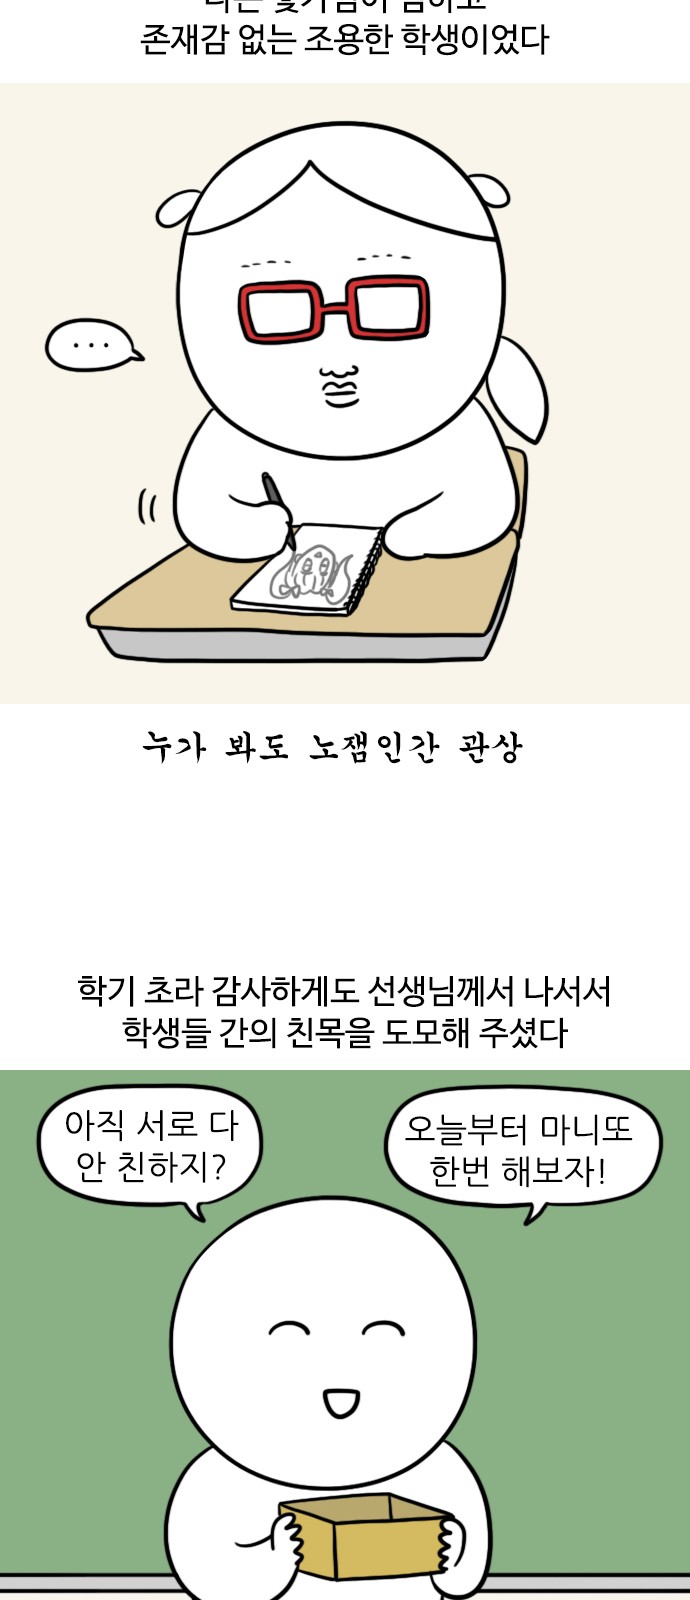 존재감 없는 조용한 학생이었다
...
누가 봐도 노잼인간 관상
학기 초라 감사하게도 선생님께서 나서서
학생들 간의 친목을 도모해 주셨다
아직 서로 다
안 친하지?
오늘부터 마니또
한번 해보자!